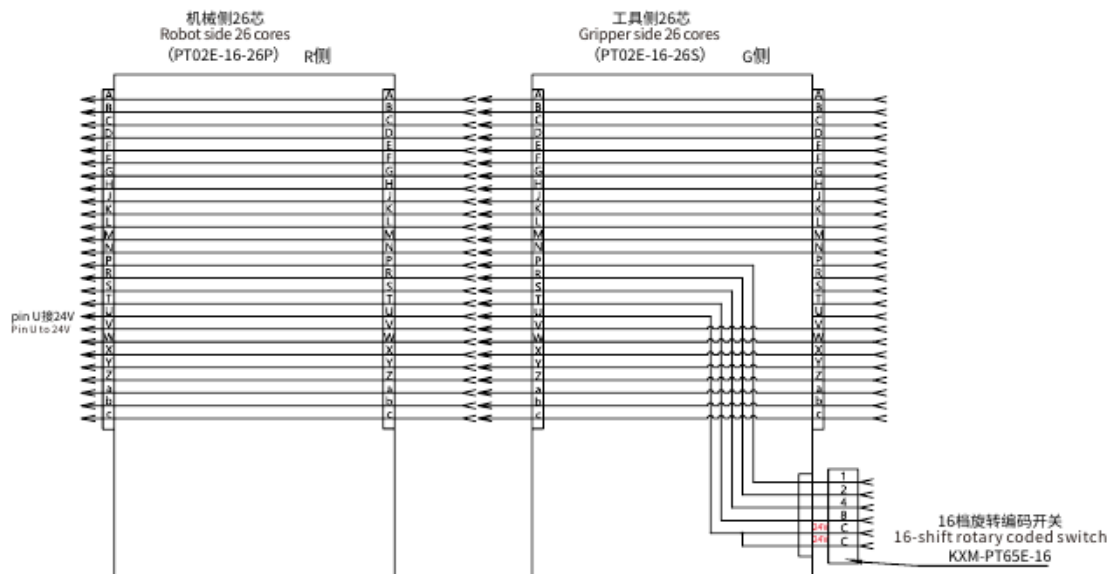 机械侧26芯
Robot side 26 cores
（PT02E-16-26P） R侧
工具侧26芯
Gripper side 26 cores
（PT02E-16-26S） G侧
A A A A
B B B B
C C C C
D D D D
E E E E
F F F F
G G G G
H H H H
J J J J
K K K K
L L L L
M M M M
N N N N
P P P P
R R R R
S S S S
T T T T
U U U U
V V V V
W W W W
X X X X
Y Y Y Y
Z Z Z Z
a a a a
b b b b
c c c c
pin U接24V
Pin U to 24V
1
2
4
8
24V C
24V C
16档旋转编码开关
16-shift rotary coded switch
KXM-PT65E-16